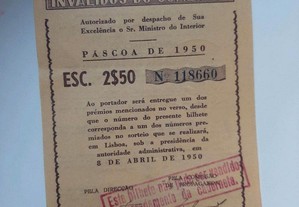 INVÁLIDOS DO COMÉRCIO
Autorizado por despacho de Sua
Excelência o Sr. Ministro do Interior
PÁSCOA DE 1950
ESC. 2$50 Nº 118660
Ao portador será entregue um dos
prémios mencionados no verso, desde
que o número do presente bilhete
corresponda a um dos números pre-
miados no sorteio que se realizará,
em Lisboa, sob a presidência da
autoridade administrativa, em
8 DE ABRIL DE 1950
PELA DIRECÇÃO
Este bilhete não